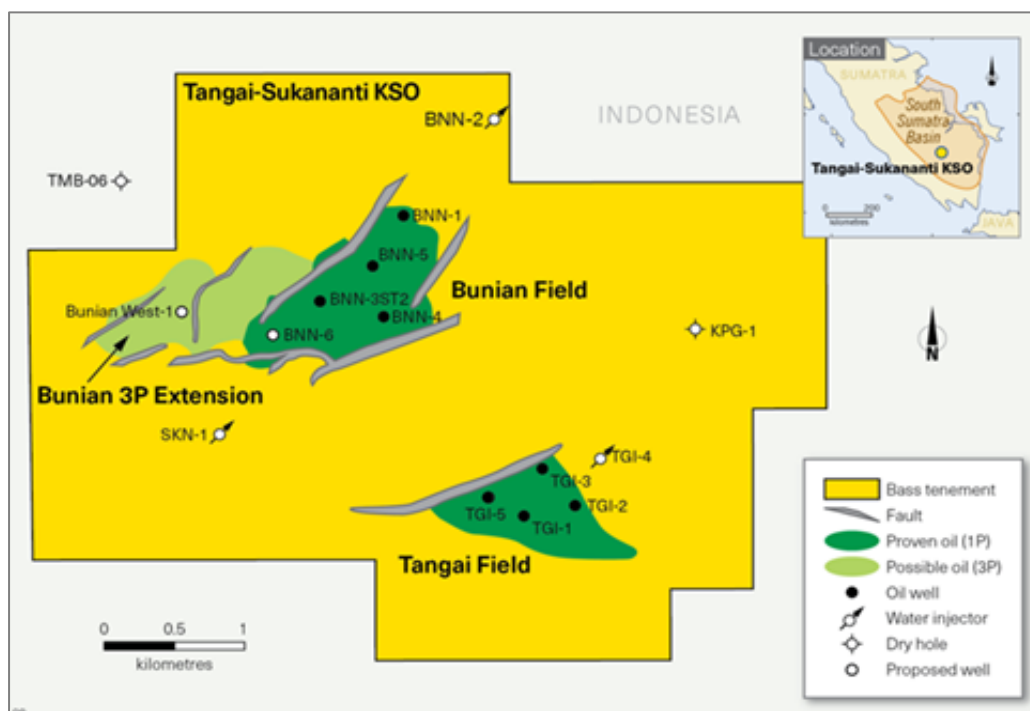 Tangai-Sukananti KSO
BNN-2
INDONESIA
TMB-06
BNN-1
BNN-5
BNN-3ST2
BNN-4
Bunian Field
Bunian West-1
BNN-6
KPG-1
N
Bunian 3P Extension
SKN-1
TGI-4
TGI-3
TGI-2
TGI-5
TGI-1
Tangai Field
0 0.5 1
kilometres
Location
SUMATRA
South
Sumatra
Basin
Tangai-Sukananti KSO
0 200
kilometres
JAVA
Bass tenement
Fault
Proven oil (1P)
Possible oil (3P)
Oil well
Water injector
Dry hole
Proposed well